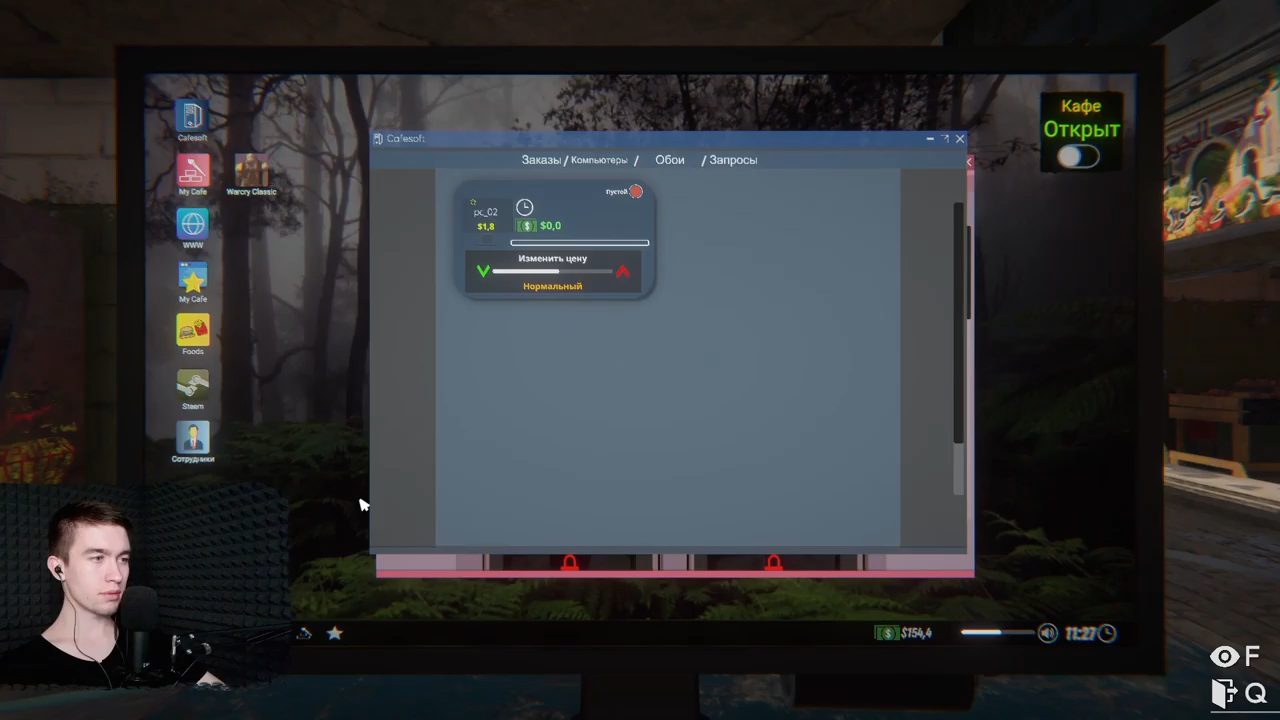 Кафе
Открыт
Cafesoft
Cafesoft
Заказы / Компьютеры / Обои / Запросы
My Cafe
Warcry Classic
Пустой
pc_02
$1,8
$0,0
WWW
Изменить цену
Нормальный
My Cafe
Foods
Steam
Сотрудники
$154,4
11:27
F
Q